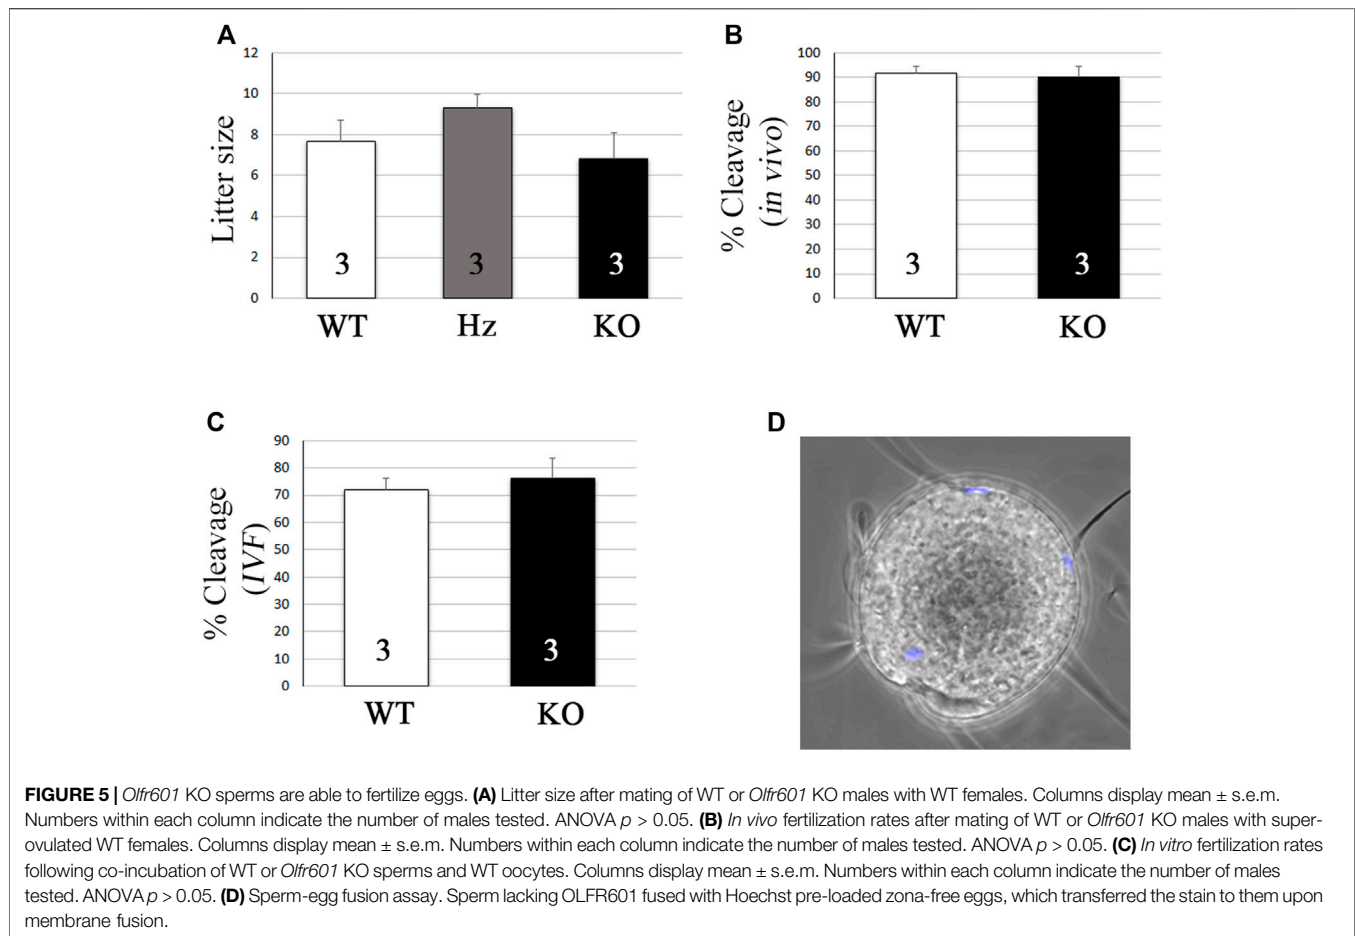 A
12
10
8
6
4
2
0
Litter size
3
3
3
WT
Hz
KO
B
100
90
80
70
60
50
40
30
20
10
0
% Cleavage
(in vivo)
3
3
WT
KO
C
90
80
70
60
50
40
30
20
10
0
% Cleavage
(IVF)
3
3
WT
KO
D
FIGURE 5 | Olfr601 KO sperms are able to fertilize eggs. (A) Litter size after mating of WT or Olfr601 KO males with WT females. Columns display mean ± s.e.m.
Numbers within each column indicate the number of males tested. ANOVA p > 0.05. (B) In vivo fertilization rates after mating of WT or Olfr601 KO males with super-
ovulated WT females. Columns display mean ± s.e.m. Numbers within each column indicate the number of males tested. ANOVA p > 0.05. (C) In vitro fertilization rates
following co-incubation of WT or Olfr601 KO sperms and WT oocytes. Columns display mean ± s.e.m. Numbers within each column indicate the number of males
tested. ANOVA p > 0.05. (D) Sperm-egg fusion assay. Sperm lacking OLFR601 fused with Hoechst pre-loaded zona-free eggs, which transferred the stain to them upon
membrane fusion.